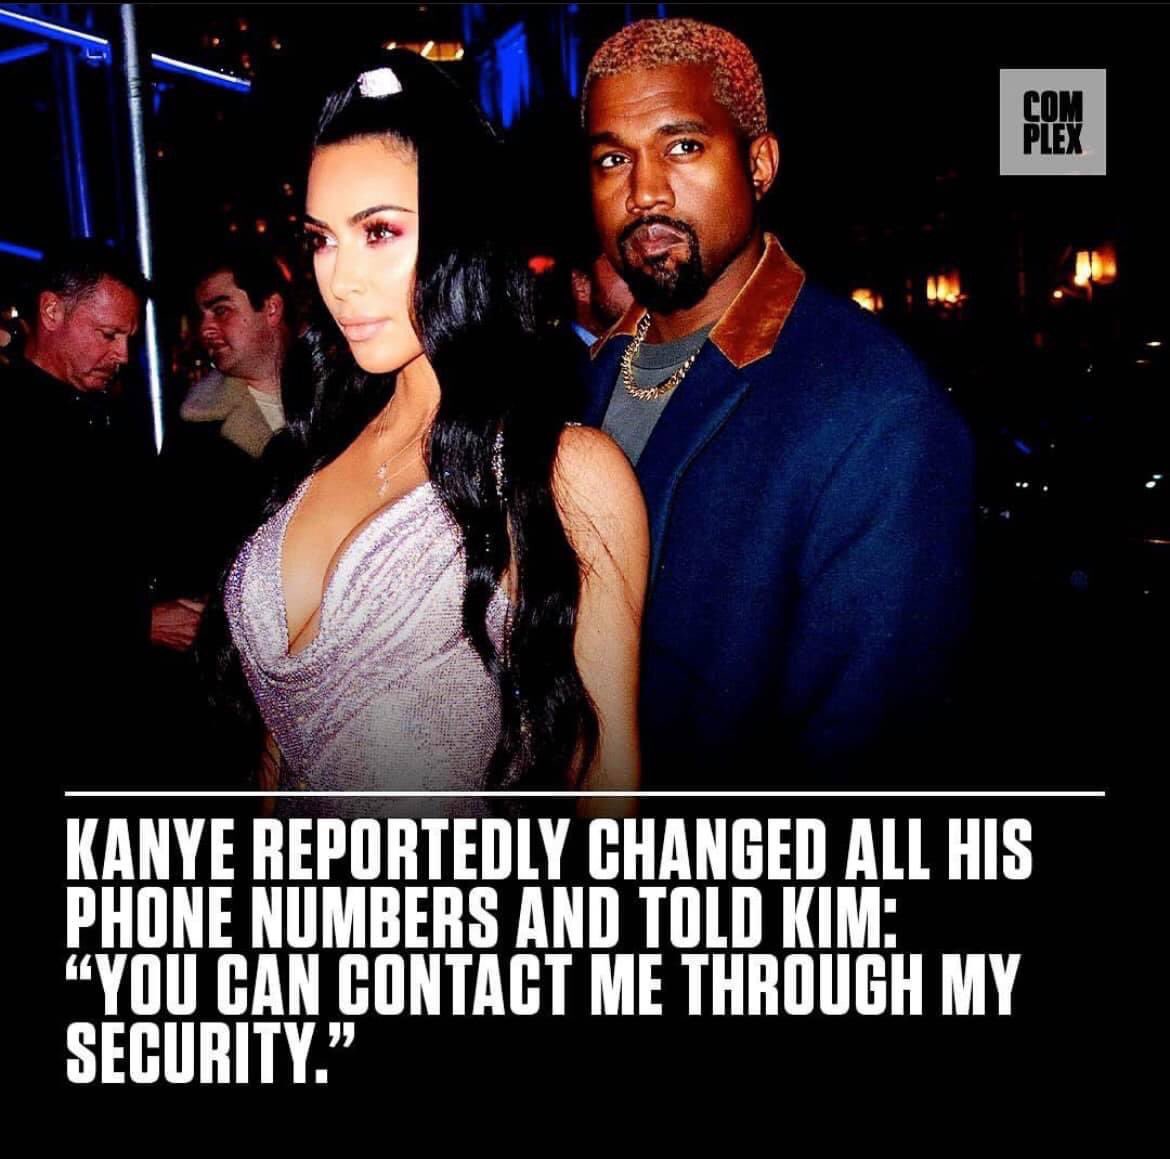 COM
PLEX
KANYE REPORTEDLY CHANGED ALL HIS
PHONE NUMBERS AND TOLD KIM:
“YOU CAN CONTACT ME THROUGH MY
SECURITY.”